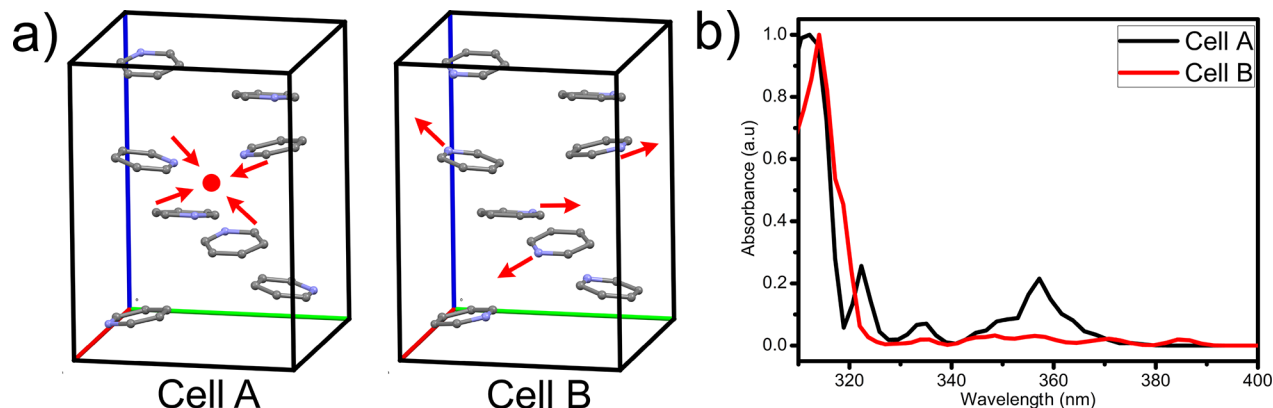 a)
Cell A
Cell B
b)
Cell A
Cell B
Absorbance (a.u)
1.0
0.8
0.6
0.4
0.2
0.0
320
340
360
380
400
Wavelength (nm)